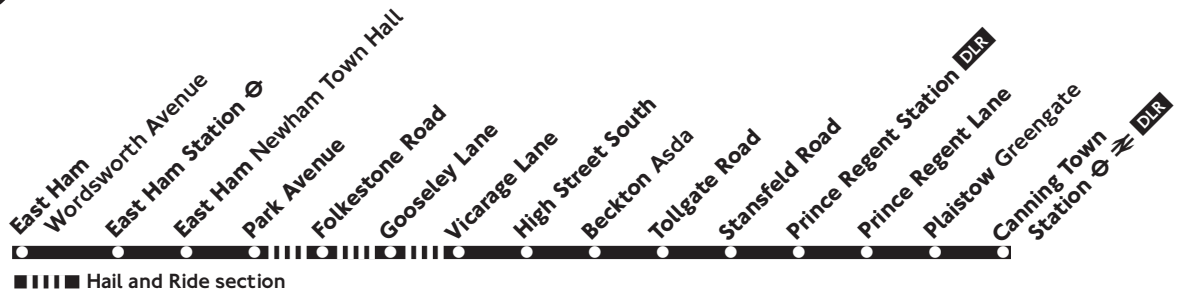 East Ham
Wordsworth Avenue
East Ham Station
East Ham Newham Town Hall
Park Avenue
Folkestone Road
Gooseley Lane
Vicarage Lane
High Street South
Beckton Asda
Tollgate Road
Stansfeld Road
Prince Regent Station DLR
Prince Regent Lane
Plaistow Greengate
Canning Town
Station DLR
Hail and Ride section